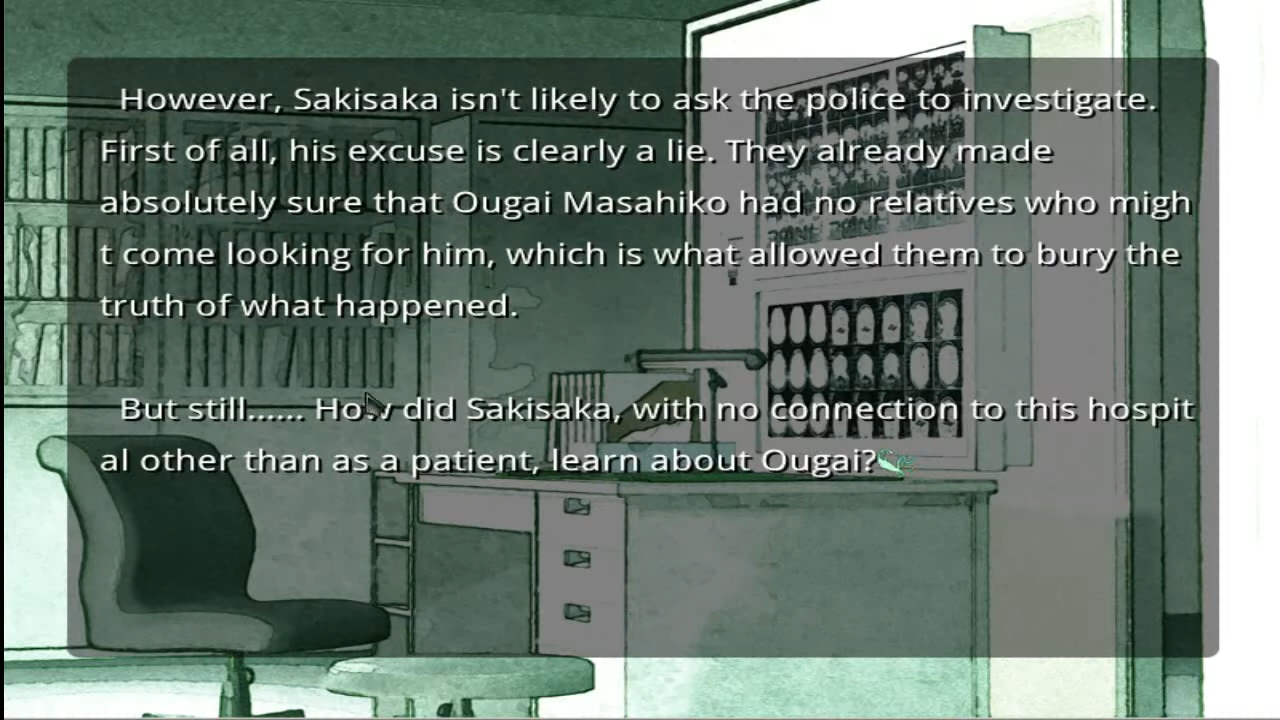 However, Sakisaka isn't likely to ask the police to investigate.
First of all, his excuse is clearly a lie. They already made
absolutely sure that Ougai Masahiko had no relatives who migh
t come looking for him, which is what allowed them to bury the
truth of what happened.
But still...... How did Sakisaka, with no connection to this hospit
al other than as a patient, learn about Ougai?